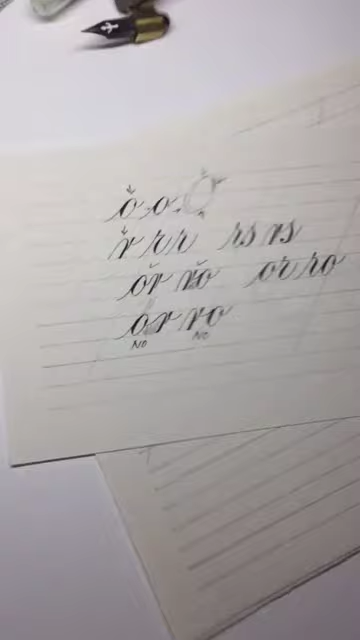 o o
r r r rs rs
or ro or ro
or ro
No No